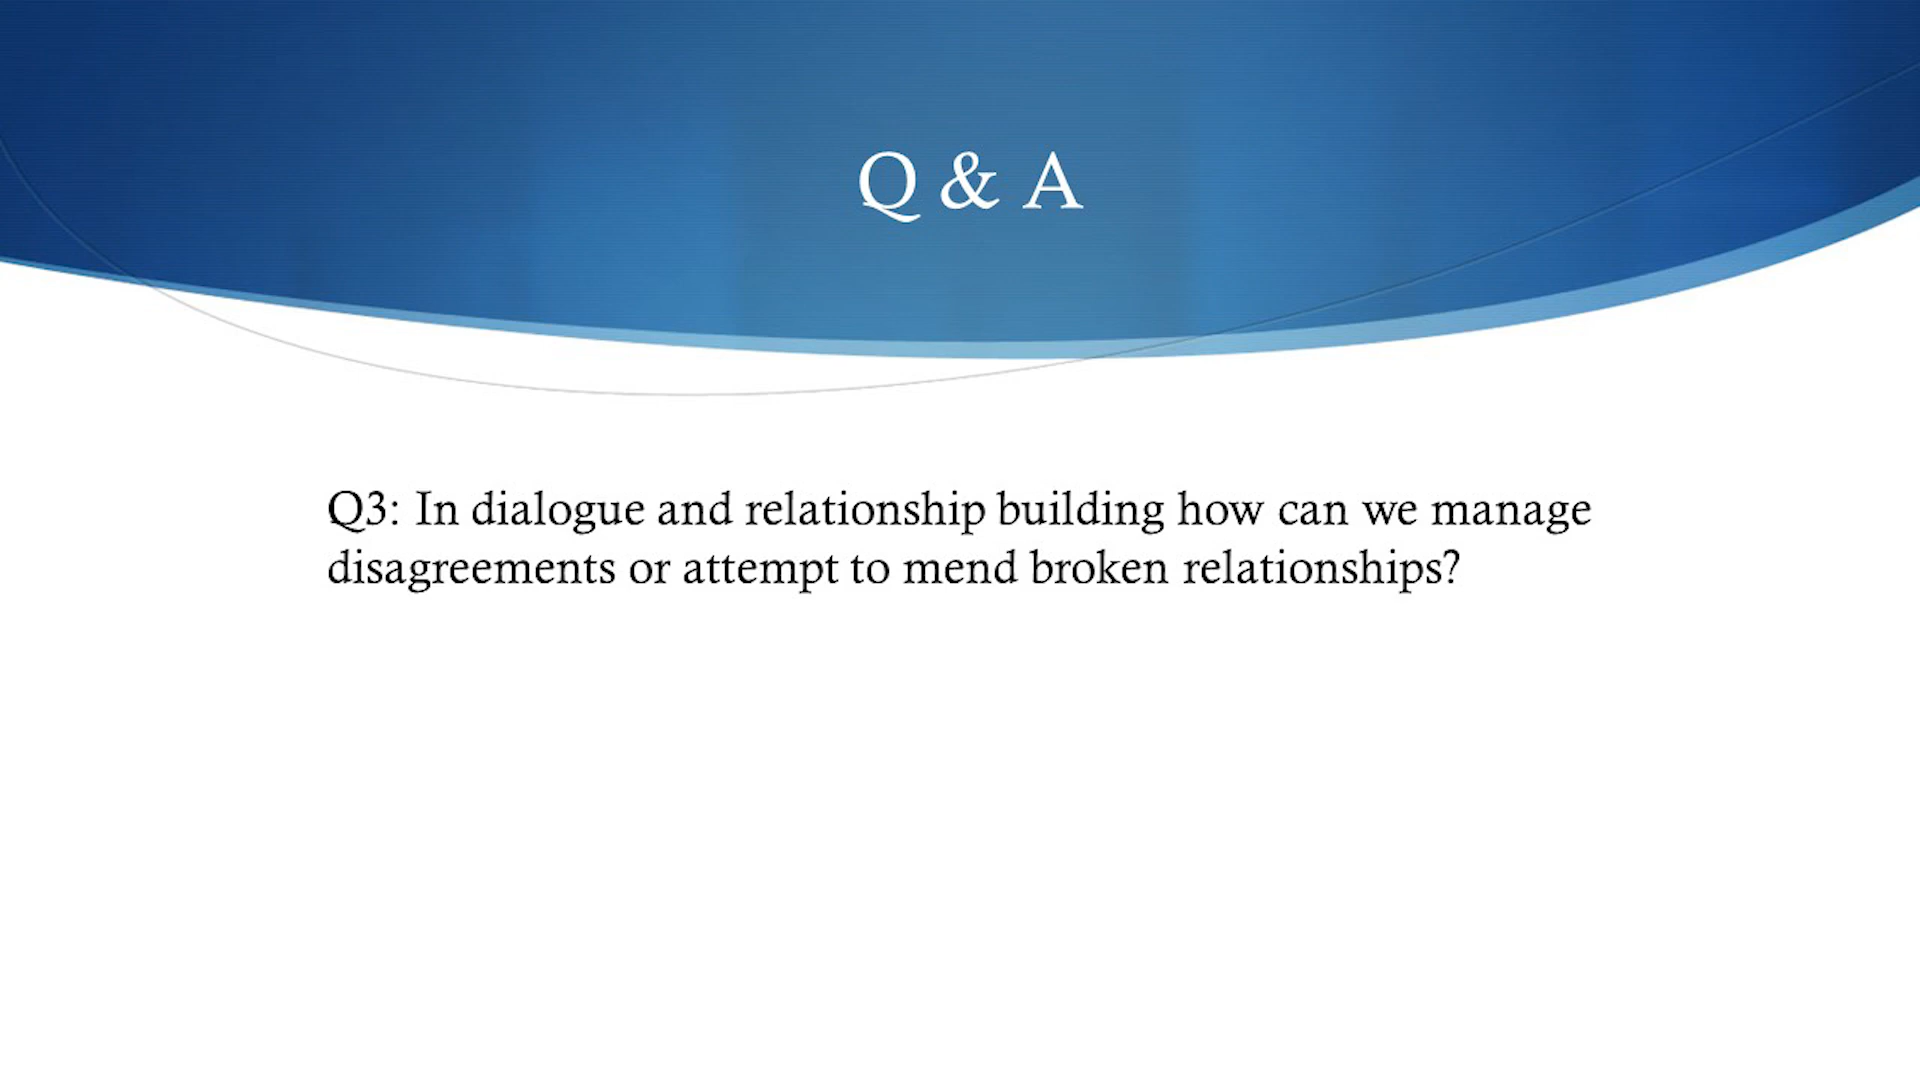 Q & A
Q3: In dialogue and relationship building how can we manage
disagreements or attempt to mend broken relationships?